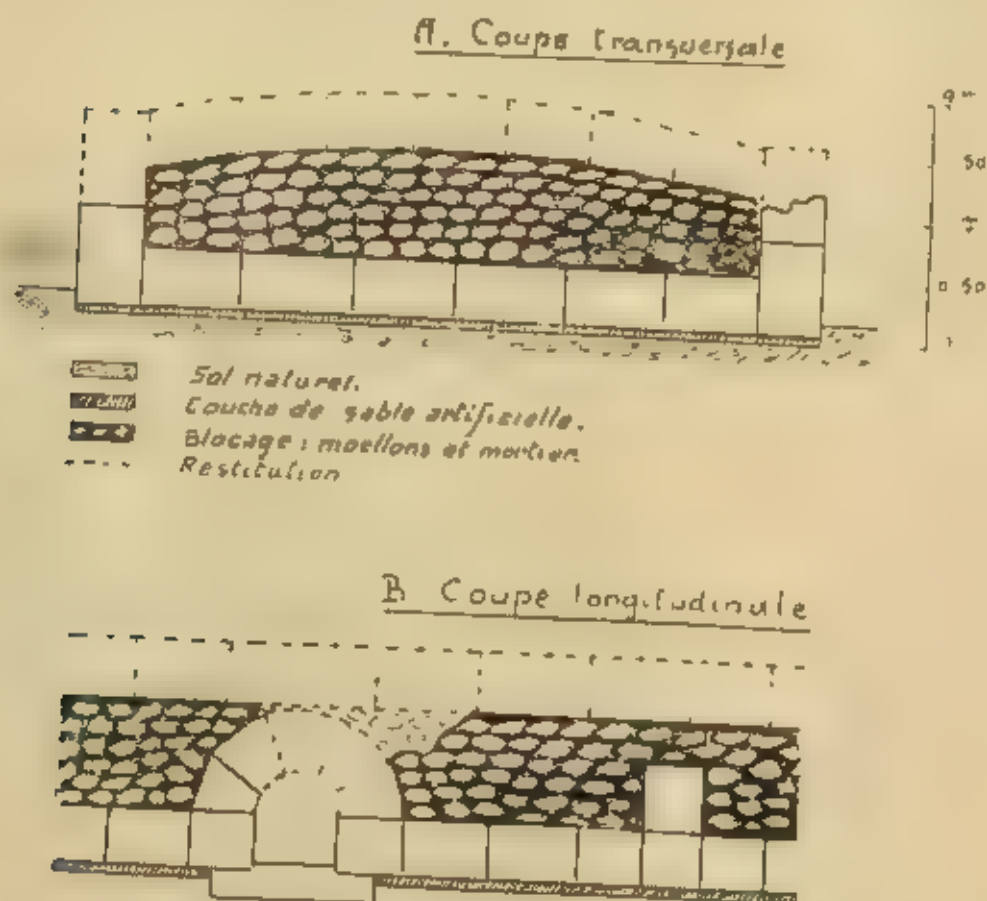 A. Coupe transversale
Sol naturel.
Couche de sable artificielle.
Blocage : moellons et mortier.
Restitution
B Coupe longitudinale